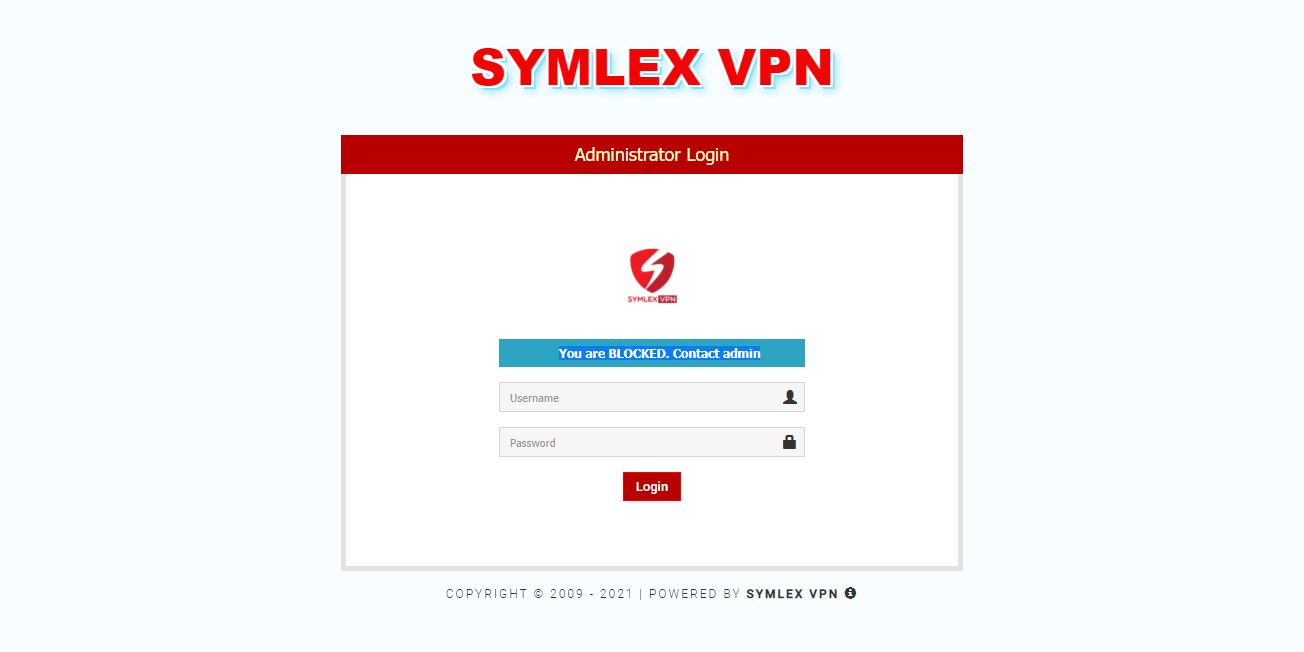 SYMLEX VPN
Administrator Login
SYMLEX VPN
You are BLOCKED. Contact admin
Username
Password
Login
COPYRIGHT © 2009 - 2021 | POWERED BY SYMLEX VPN